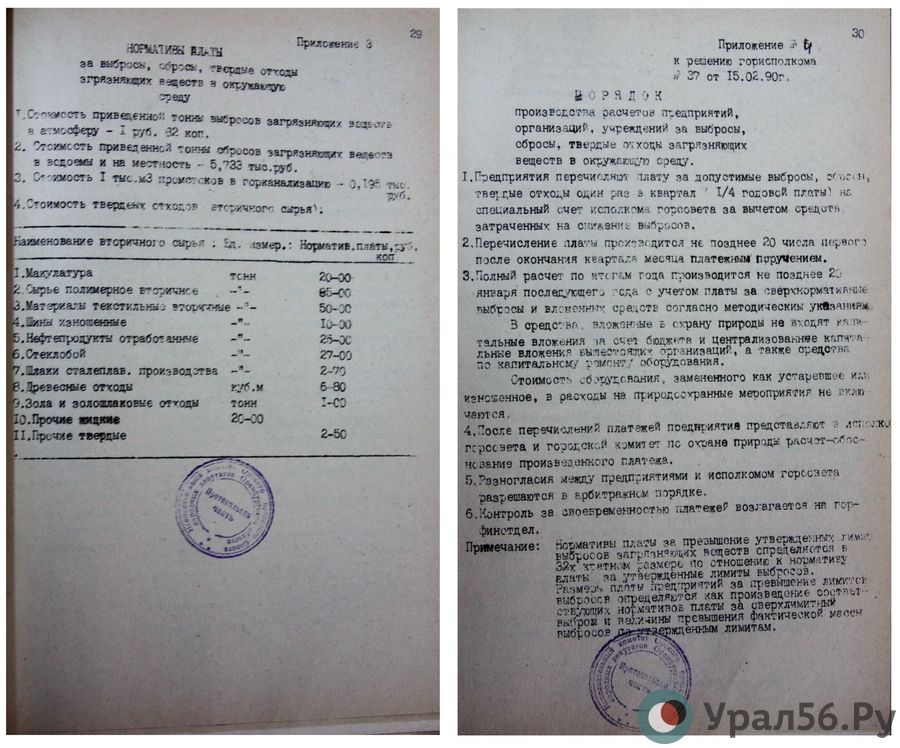 29
Приложение 3
НОРМАТИВЫ ПЛАТЫ
за выбросы, сбросы, твердые отходы
згрязняющих веществ в окружающую
среду
1.Стоимость приведенной тонны выбросов загрязняющих веществ
в атмосферу - 1 руб. 82 коп.
2. Стоимость приведенной тонны сбросов загрязняющих веществ
в водоемы и на местность - 5,733 тыс.руб.
3. Стоимость 1 тыс.м3 промстоков в горканализацию - 0,195 тыс.
руб.
4.Стоимость твердых отходов вторичного сырья:
Наименование вторичного сырья : Ед. измер.: Норматив.платы,руб.
коп
1.Макулатура тонн 20-00
2.Сырье полимерное вторичное -"- 85-00
3.Материалы текстильные вторичные -"- 50-00
4.Шины изношенные -"- 10-00
5.Нефтепродукты отработанные -"- 25-00
6.Стеклобой -"- 27-00
7.Шлаки сталеплав. производства -"- 2-70
8.Древесные отходы куб.м 6-80
9.Зола и золошлаковые отходы тонн 1-00
10.Прочие жидкие 20-00
11.Прочие твердые 2-50
Протокольная
часть
30
Приложение № 4
к решению горисполкома
№ 37 от 15.02.90г.
ПОРЯДОК
производства расчетов предприятий,
организаций, учреждений за выбросы,
сбросы, твердые отходы загрязняющих
веществ в окружающую среду.
1.Предприятия перечисляют плату за допустимые выбросы, сбросы,
твердые отходы один раз в квартал ( 1/4 годовой платы) на
специальный счет исполкома горсовета за вычетом средств
затраченных на снижение выбросов.
2.Перечисление платы производится не позднее 20 числа первого
после окончания квартала месяца платежным поручением.
3.Полный расчет по итогам года производится не позднее 20
января последующего года с учетом платы за сверхнормативные
выбросы и вложенных средств согласно методическим указаниям
В средства, вложенные в охрану природы не входят капи-
тальные вложения за счет бюджета и централизованные капита-
льные вложения вышестоящих организаций, а также средства
по капитальному ремонту оборудования.
Стоимость оборудования, замененного как устаревшее или
изношенное, в расходы на природоохранные мероприятия не вклю-
чаются.
4.После перечислений платежей предприятия представляют в исполко
горсовета и городской комитет по охране природы расчет-обос-
нование произведенного платежа.
5.Разногласия между предприятиями и исполкомом горсовета
разрешаются в арбитражном порядке.
6.Контроль за своевременностью платежей возлагается на гор-
финотдел.
Примечание: Нормативы платы за превышение утвержденных лимит
выбросов загрязняющих веществ определяется в
кратном размере по отношению к нормативу
платы за утвержденные лимиты выбросов.
Размеры платы предприятий за превышение лимитов
выбросов определяются как произведение соответ-
ствующих нормативов платы за сверхлимитный
выброс и величины превышения фактической массы
выбросов по утвержденным лимитам.
Исполнительный комитет Орского
народных депутатов
Протокольная
часть
Урал56.Ру